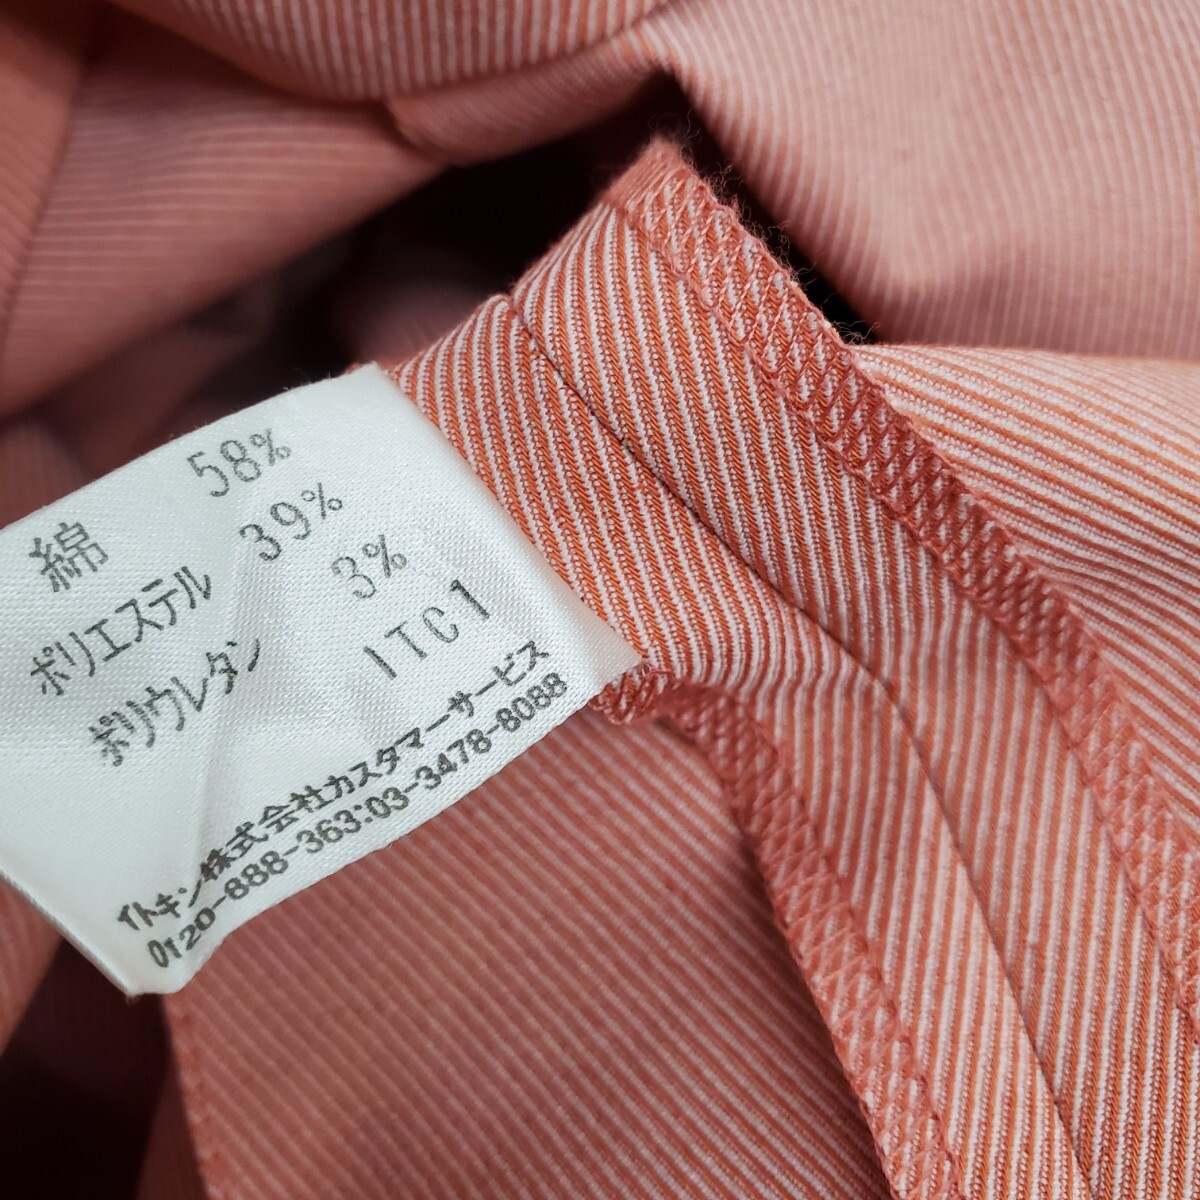 綿 58%
ポリエステル 39%
ポリウレタン 3%
ITC1
イトキン株式会社カスタマーサービス
0120-888-363:03-3478-8088